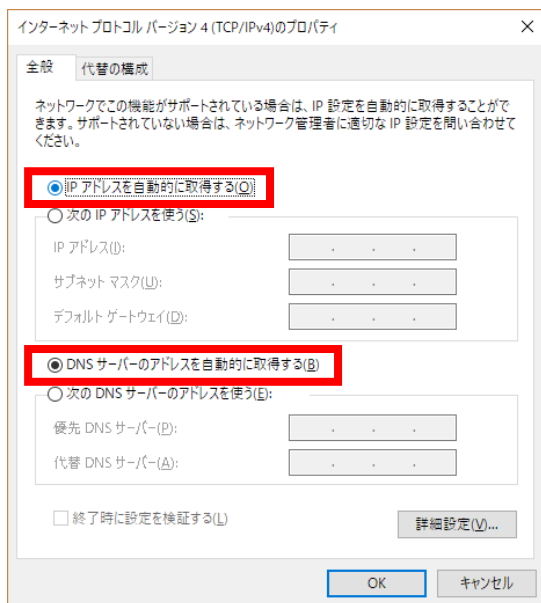 インターネット プロトコル バージョン 4 (TCP/IPv4)のプロパティ
全般
代替の構成
ネットワークでこの機能がサポートされている場合は、IP 設定を自動的に取得することがで
きます。サポートされていない場合は、ネットワーク管理者に適切な IP 設定を問い合わせて
ください。
IP アドレスを自動的に取得する(O)
次の IP アドレスを使う(S):
IP アドレス(I):
サブネット マスク(U):
デフォルト ゲートウェイ(D):
DNS サーバーのアドレスを自動的に取得する(B)
次の DNS サーバーのアドレスを使う(E):
優先 DNS サーバー(P):
代替 DNS サーバー(A):
終了時に設定を検証する(L)
詳細設定(V)...
OK
キャンセル